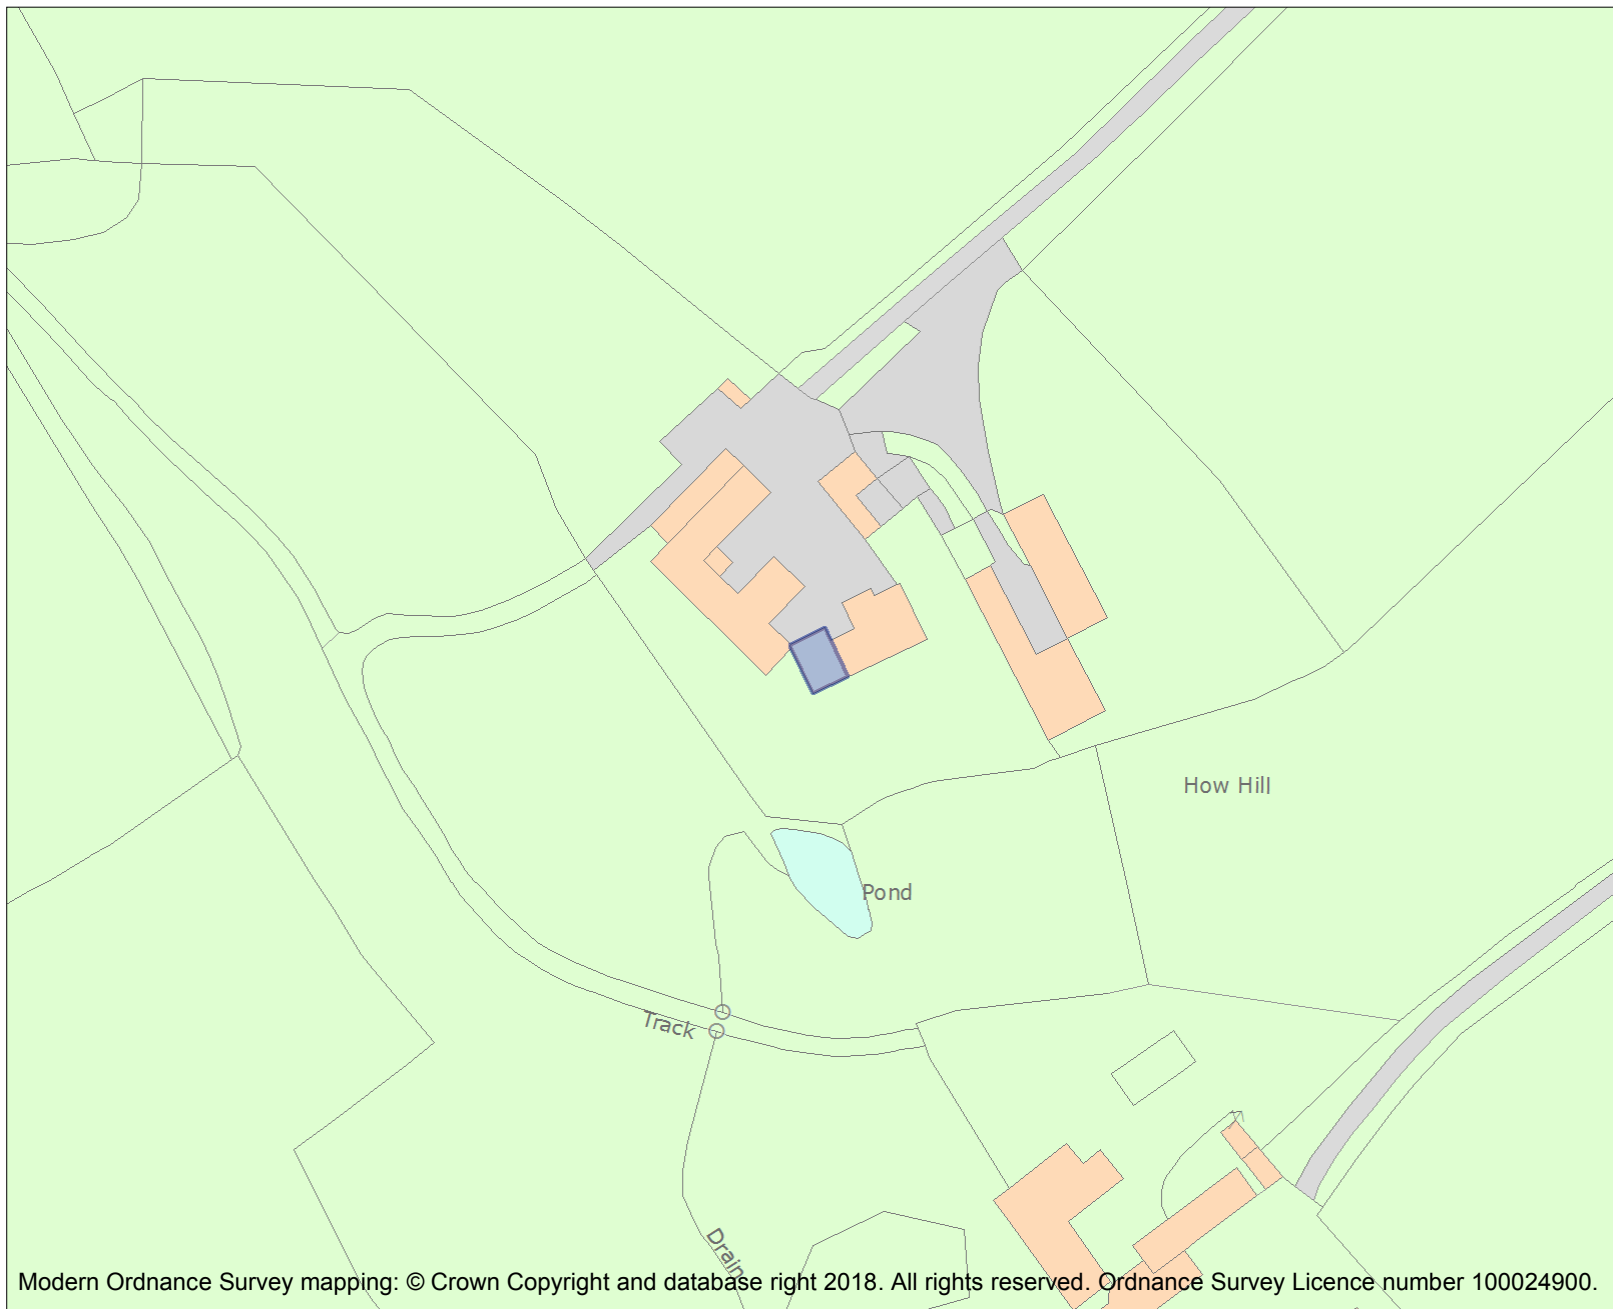 How Hill
Pond
Track
Drain
Modern Ordnance Survey mapping: © Crown Copyright and database right 2018. All rights reserved. Ordnance Survey Licence number 100024900.